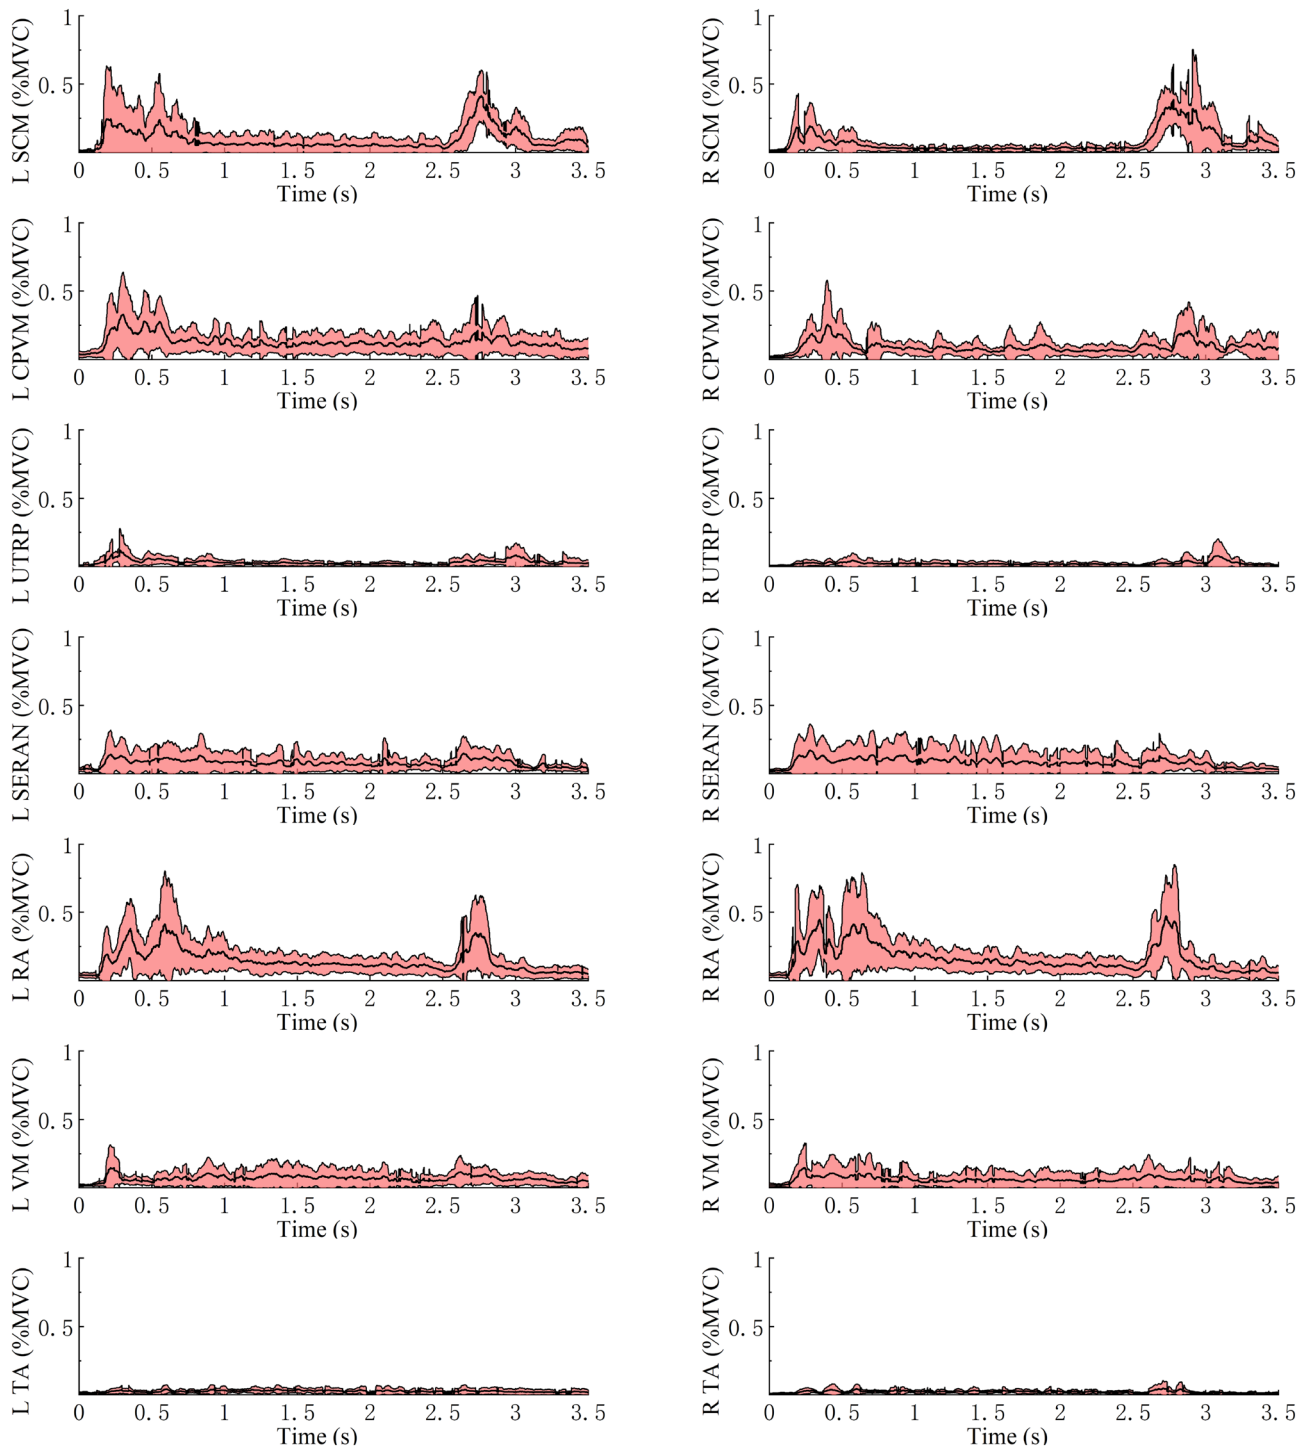 1
0.5
L SCM (%MVC)
0 0.5 1 1.5 2 2.5 3 3.5
Time (s)
1
0.5
R SCM (%MVC)
0 0.5 1 1.5 2 2.5 3 3.5
Time (s)
1
0.5
L CPVM (%MVC)
0 0.5 1 1.5 2 2.5 3 3.5
Time (s)
1
0.5
R CPVM (%MVC)
0 0.5 1 1.5 2 2.5 3 3.5
Time (s)
1
0.5
L UTRP (%MVC)
0 0.5 1 1.5 2 2.5 3 3.5
Time (s)
1
0.5
R UTRP (%MVC)
0 0.5 1 1.5 2 2.5 3 3.5
Time (s)
1
0.5
L SERAN (%MVC)
0 0.5 1 1.5 2 2.5 3 3.5
Time (s)
1
0.5
R SERAN (%MVC)
0 0.5 1 1.5 2 2.5 3 3.5
Time (s)
1
0.5
L RA (%MVC)
0 0.5 1 1.5 2 2.5 3 3.5
Time (s)
1
0.5
R RA (%MVC)
0 0.5 1 1.5 2 2.5 3 3.5
Time (s)
1
0.5
L VM (%MVC)
0 0.5 1 1.5 2 2.5 3 3.5
Time (s)
1
0.5
R VM (%MVC)
0 0.5 1 1.5 2 2.5 3 3.5
Time (s)
1
0.5
L TA (%MVC)
0 0.5 1 1.5 2 2.5 3 3.5
Time (s)
1
0.5
R TA (%MVC)
0 0.5 1 1.5 2 2.5 3 3.5
Time (s)